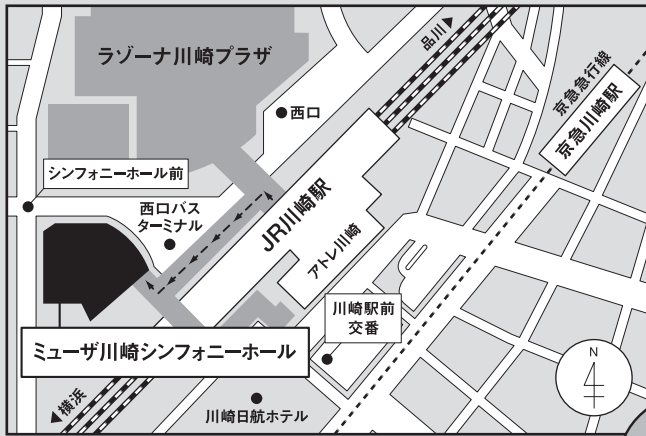 ラゾーナ川崎プラザ
品川
京急急行線
京急川崎駅
西口
シンフォニーホール前
西口バス
ターミナル
JR川崎駅
アトレ川崎
川崎駅前
交番
ミューザ川崎シンフォニーホール
N
横浜
川崎日航ホテル